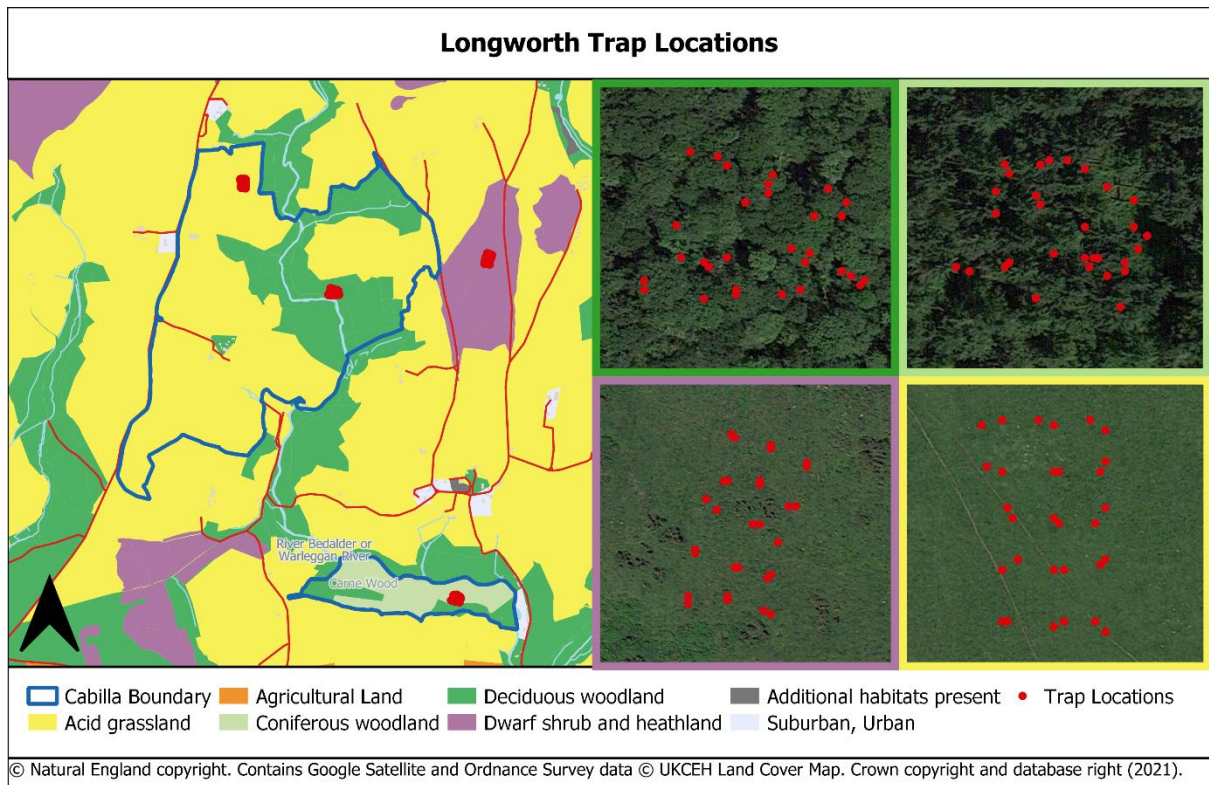 Longworth Trap Locations
River Bedalder or
Warleggan River
Carne Wood
Cabilla Boundary
Agricultural Land
Deciduous woodland
Additional habitats present
Trap Locations
Acid grassland
Coniferous woodland
Dwarf shrub and heathland
Suburban, Urban
© Natural England copyright. Contains Google Satellite and Ordnance Survey data © UKCEH Land Cover Map. Crown copyright and database right (2021).